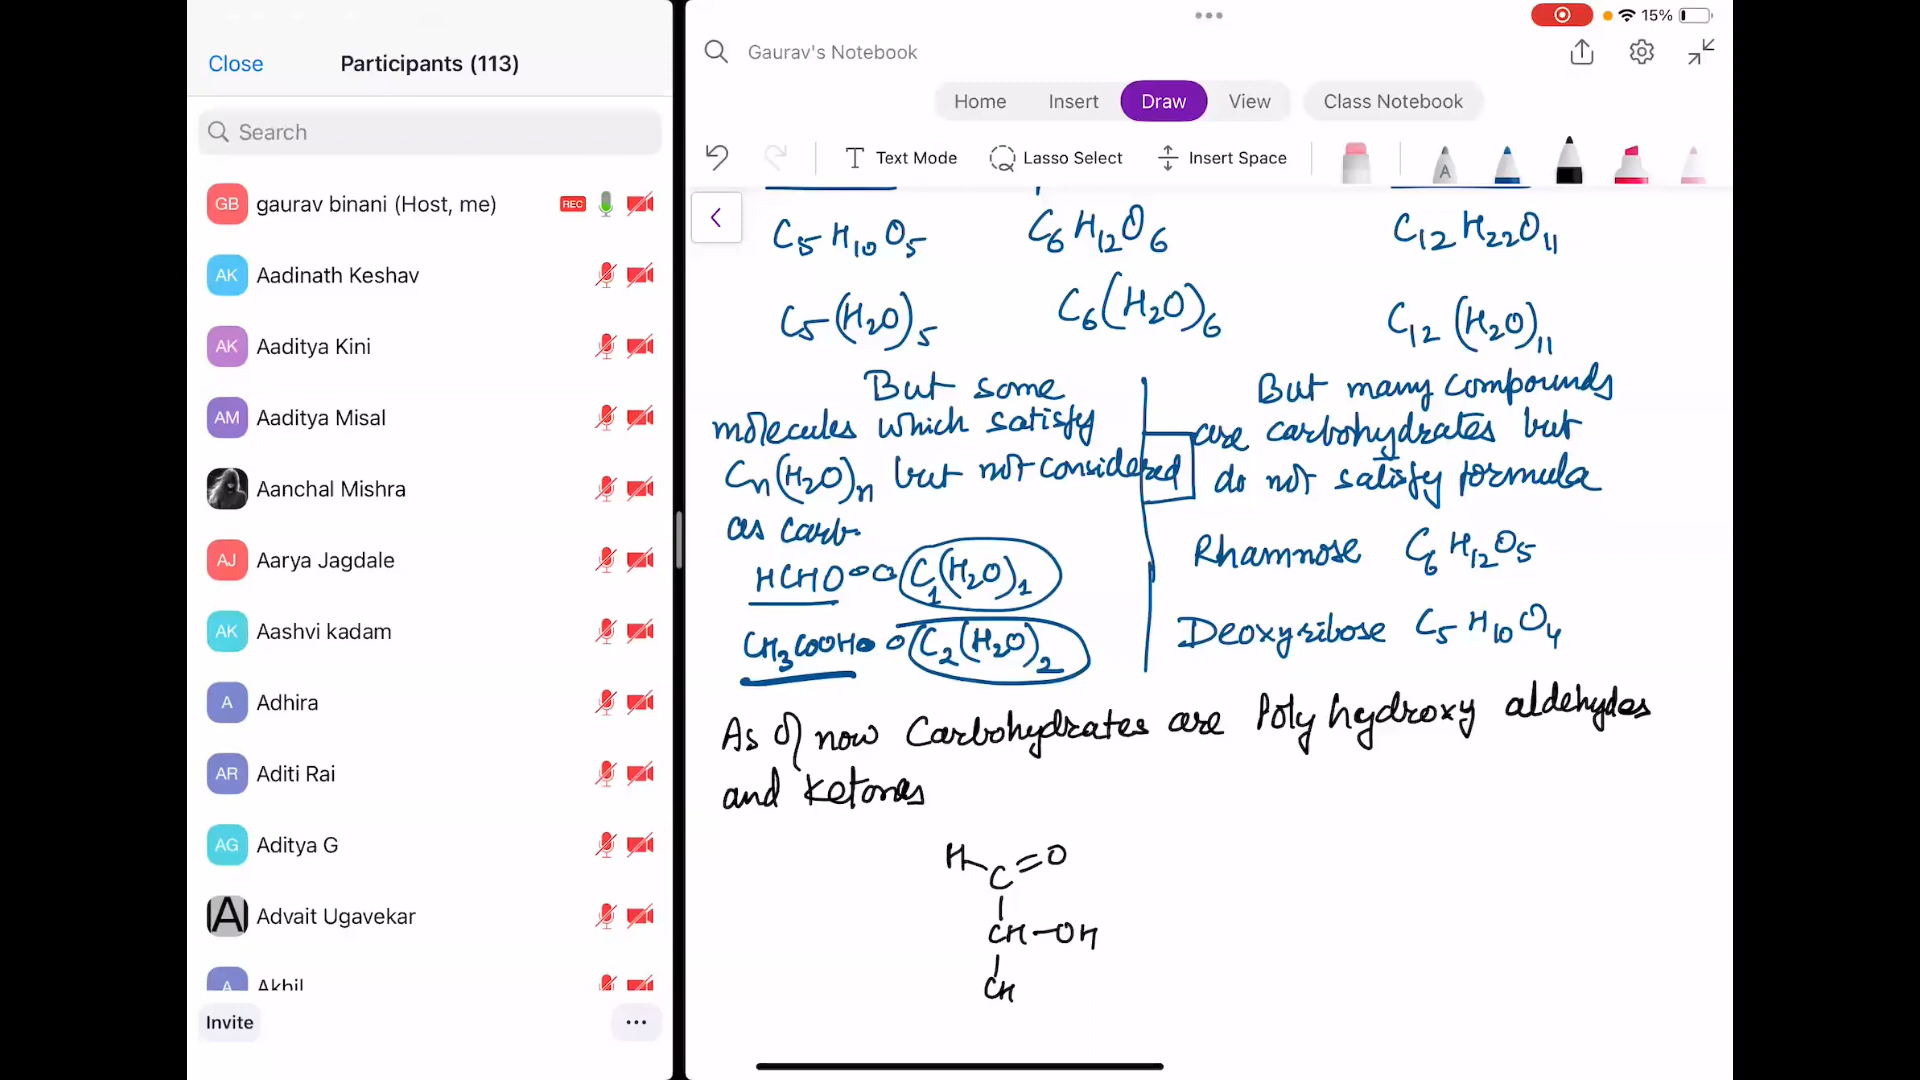 15%
Close
Participants (113)
Search
GB gaurav binani (Host, me) REC
AK Aadinath Keshav
AK Aaditya Kini
AM Aaditya Misal
Aanchal Mishra
AJ Aarya Jagdale
AK Aashvi kadam
A Adhira
AR Aditi Rai
AG Aditya G
A Advait Ugavekar
A Akhil
Invite
Gaurav's Notebook
Home Insert Draw View Class Notebook
Text Mode Lasso Select Insert Space A
C5H10O5 C6H12O6 C12H22O11
C5(H2O)5 C6(H2O)6 C12(H2O)11
But some
molecules which satisfy
Cn(H2O)n but not considered
as carb.
HCHO C1(H2O)1
CH3COOH C2(H2O)2
But many compounds
are carbohydrates but
do not satisfy formula
Rhamnose C6H12O5
Deoxyribose C5H10O4
As of now Carbohydrates are Polyhydroxy aldehydes
and ketones
H C=O
CH-OH
CH